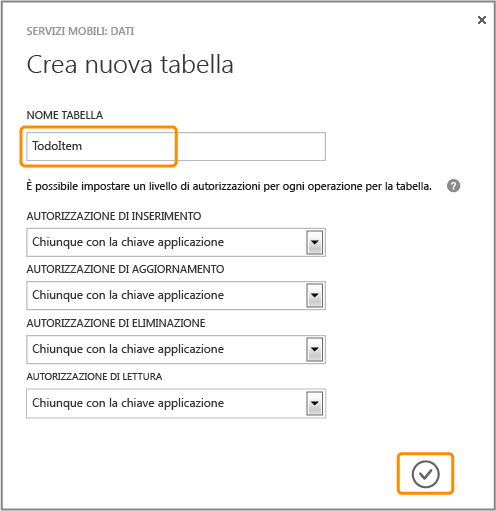 SERVIZI MOBILI: DATI
Crea nuova tabella
NOME TABELLA
TodoItem
È possibile impostare un livello di autorizzazioni per ogni operazione per la tabella. ?
AUTORIZZAZIONE DI INSERIMENTO
Chiunque con la chiave applicazione
AUTORIZZAZIONE DI AGGIORNAMENTO
Chiunque con la chiave applicazione
AUTORIZZAZIONE DI ELIMINAZIONE
Chiunque con la chiave applicazione
AUTORIZZAZIONE DI LETTURA
Chiunque con la chiave applicazione